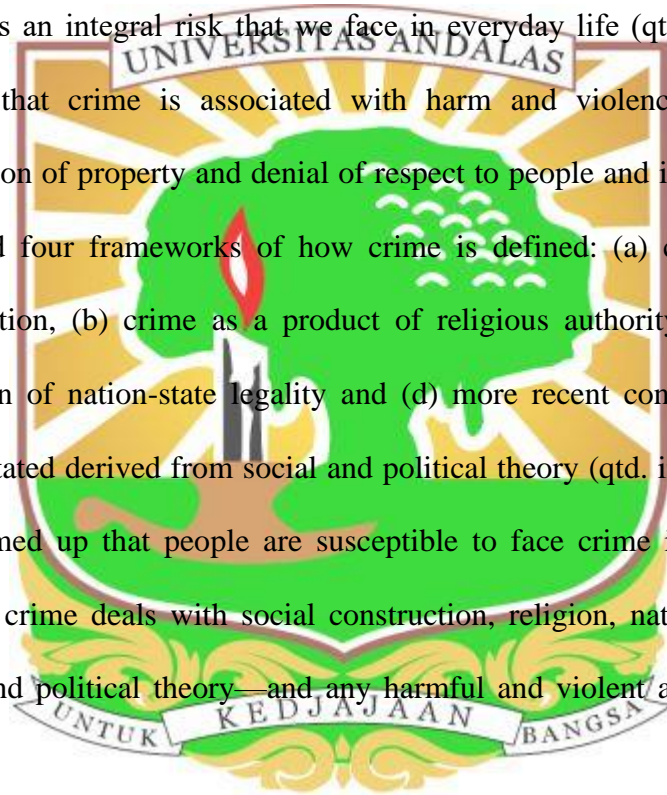 s an integral risk that we face in everyday life (qt
UNIVERSITAS ANDALAS
that crime is associated with harm and violenc
on of property and denial of respect to people and i
d four frameworks of how crime is defined: (a) c
tion, (b) crime as a product of religious authority
n of nation-state legality and (d) more recent con
tated derived from social and political theory (qtd. i
med up that people are susceptible to face crime i
crime deals with social construction, religion, nat
nd political theory—and any harmful and violent a
UNTUK KEDJAJAAN BANGSA